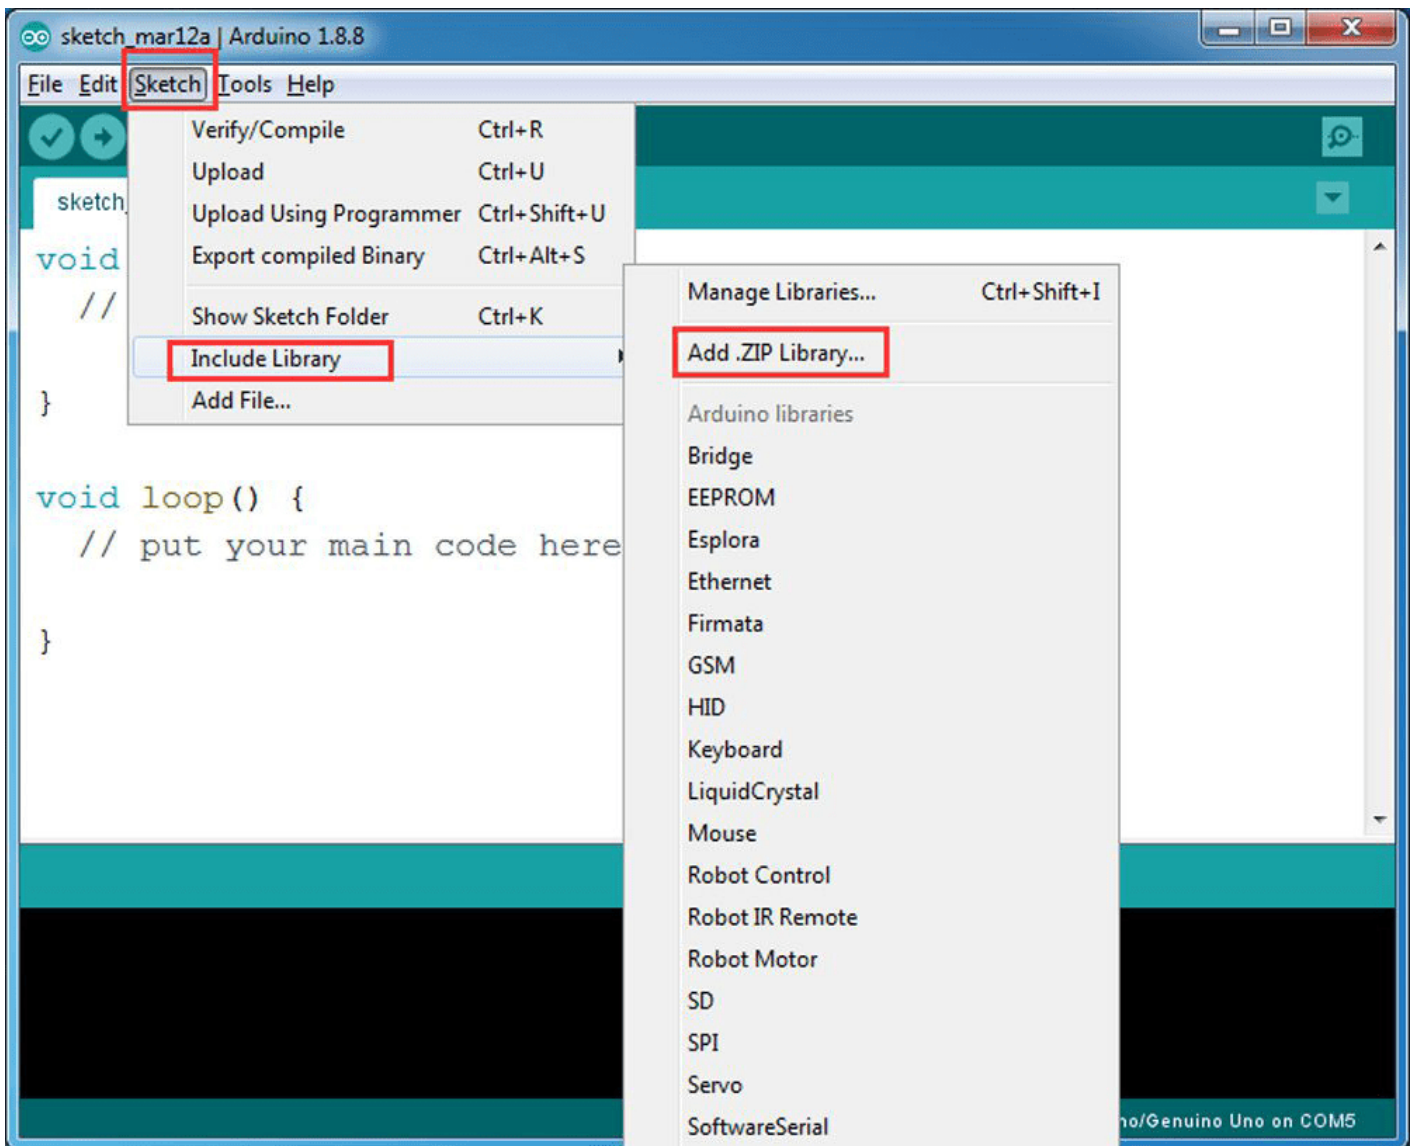 sketch_mar12a | Arduino 1.8.8
File Edit Sketch Tools Help
Verify/Compile Ctrl+R
Upload Ctrl+U
Upload Using Programmer Ctrl+Shift+U
Export compiled Binary Ctrl+Alt+S
Show Sketch Folder Ctrl+K
Include Library
Add File...
Manage Libraries... Ctrl+Shift+I
Add .ZIP Library...
Arduino libraries
Bridge
EEPROM
Esplora
Ethernet
Firmata
GSM
HID
Keyboard
LiquidCrystal
Mouse
Robot Control
Robot IR Remote
Robot Motor
SD
SPI
Servo
SoftwareSerial
sketch_
void
//
}
void loop() {
// put your main code here
}
no/Genuino Uno on COM5